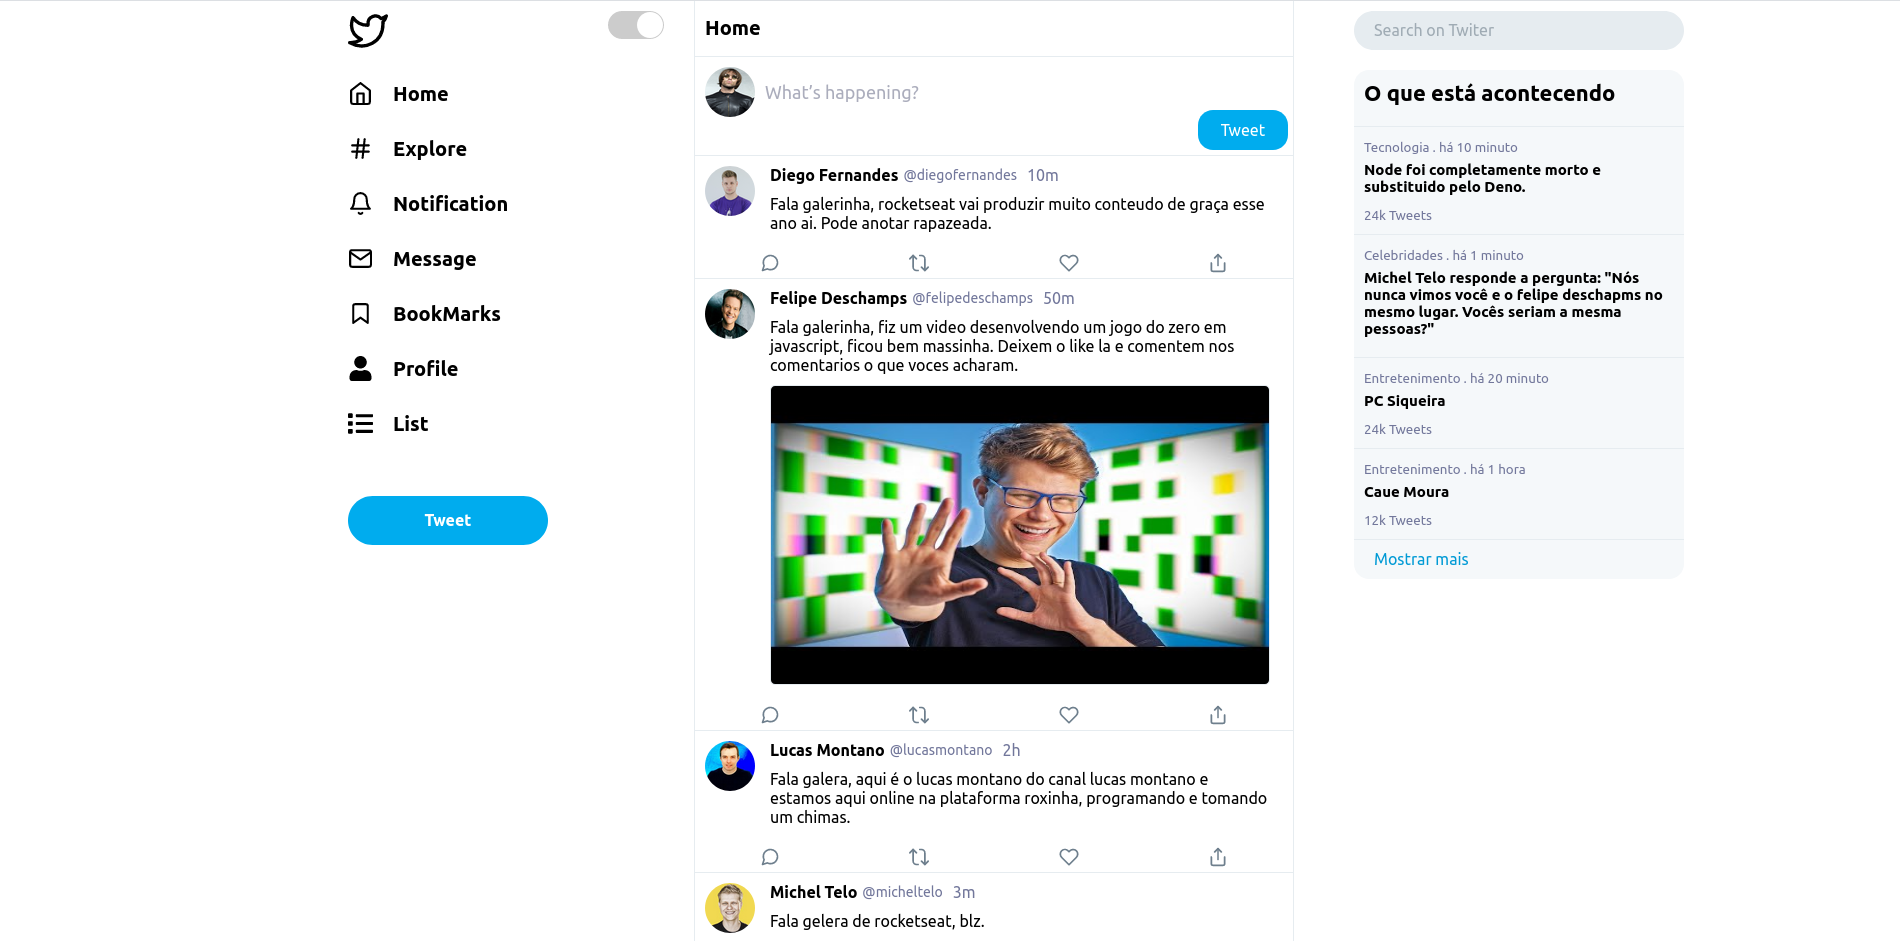 Home
Explore
Notification
Message
BookMarks
Profile
List
Tweet
Home
What's happening?
Tweet
Diego Fernandes @diegofernandes 10m
Fala galerinha, rocketseat vai produzir muito conteudo de graça esse
ano ai. Pode anotar rapazeada.
Felipe Deschamps @felipedeschamps 50m
Fala galerinha, fiz um video desenvolvendo um jogo do zero em
javascript, ficou bem massinha. Deixem o like la e comentem nos
comentarios o que voces acharam.
Lucas Montano @lucasmontano 2h
Fala galera, aqui é o lucas montano do canal lucas montano e
estamos aqui online na plataforma roxinha, programando e tomando
um chimas.
Michel Telo @micheltelo 3m
Fala gelera de rocketseat, blz.
Search on Twiter
O que está acontecendo
Tecnologia . há 10 minuto
Node foi completamente morto e
substituido pelo Deno.
24k Tweets
Celebridades . há 1 minuto
Michel Telo responde a pergunta: "Nós
nunca vimos você e o felipe deschapms no
mesmo lugar. Vocês seriam a mesma
pessoas?"
Entretenimento . há 20 minuto
PC Siqueira
24k Tweets
Entretenimento . há 1 hora
Caue Moura
12k Tweets
Mostrar mais